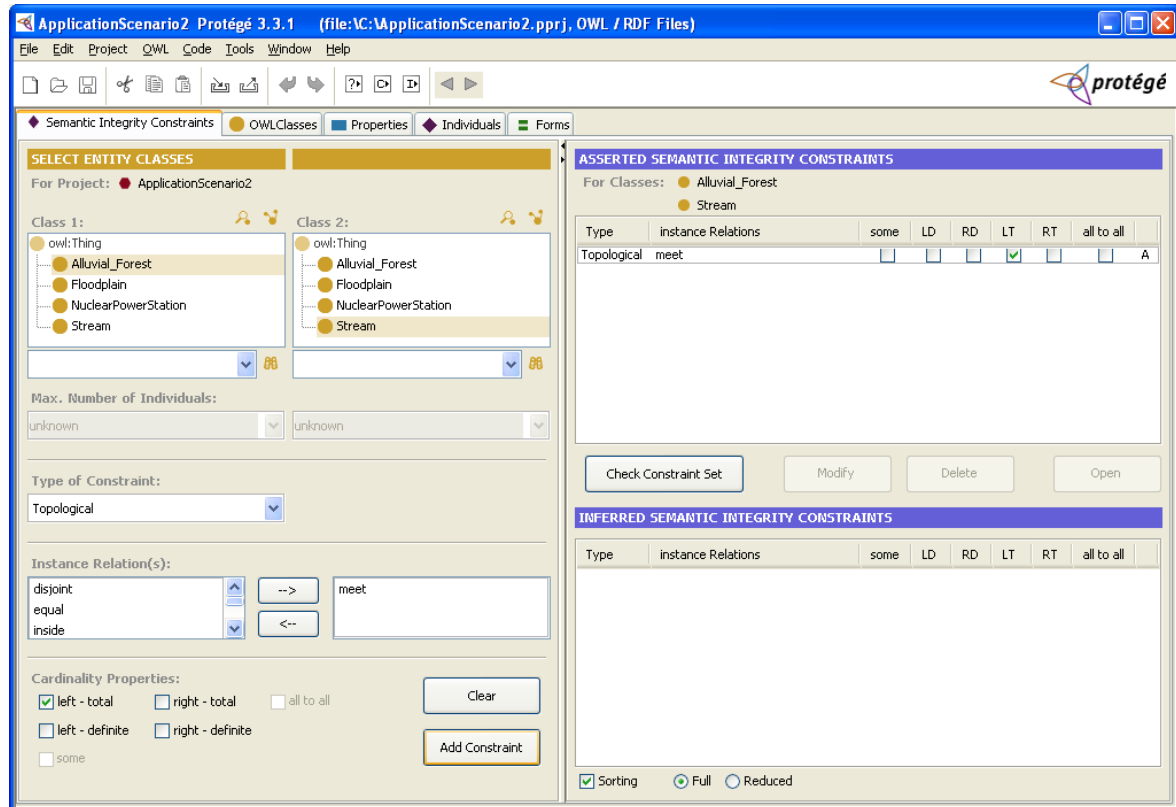 ApplicationScenario2 Protégé 3.3.1 (file:\C:\ApplicationScenario2.pprj, OWL / RDF Files)
File Edit Project OWL Code Tools Window Help
protégé
Semantic Integrity Constraints OWLClasses Properties Individuals Forms
SELECT ENTITY CLASSES
For Project: ApplicationScenario2
Class 1: Class 2:
owl:Thing owl:Thing
Alluvial_Forest Alluvial_Forest
Floodplain Floodplain
NuclearPowerStation NuclearPowerStation
Stream Stream
Max. Number of Individuals:
unknown unknown
Type of Constraint:
Topological
Instance Relation(s):
disjoint --> meet
equal
inside <--
Cardinality Properties:
left - total right - total all to all Clear
left - definite right - definite
some Add Constraint
ASSERTED SEMANTIC INTEGRITY CONSTRAINTS
For Classes: Alluvial_Forest
Stream
Type instance Relations some LD RD LT RT all to all
Topological meet A
Check Constraint Set Modify Delete Open
INFERRED SEMANTIC INTEGRITY CONSTRAINTS
Type instance Relations some LD RD LT RT all to all
Sorting Full Reduced